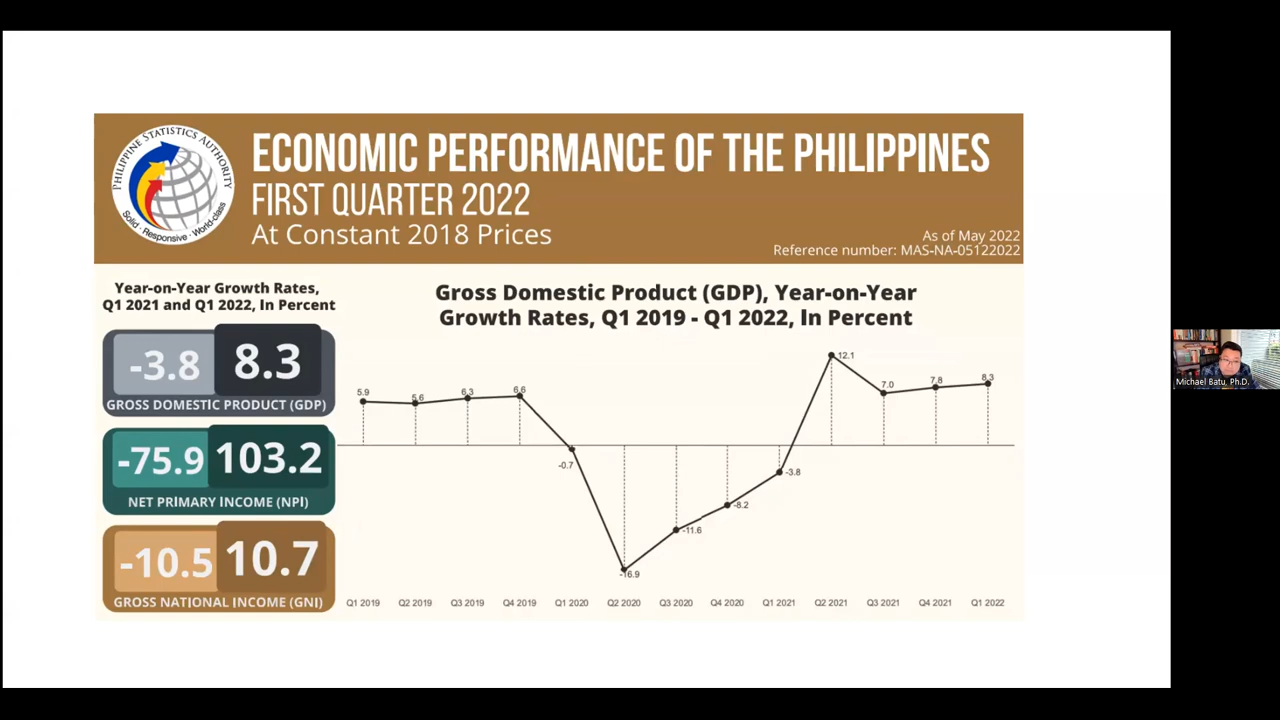 PHILIPPINE STATISTICS AUTHORITY
Solid · Responsive · World-class
ECONOMIC PERFORMANCE OF THE PHILIPPINES
FIRST QUARTER 2022
At Constant 2018 Prices
As of May 2022
Reference number: MAS-NA-05122022
Year-on-Year Growth Rates,
Q1 2021 and Q1 2022, In Percent
-3.8 8.3
GROSS DOMESTIC PRODUCT (GDP)
-75.9 103.2
NET PRIMARY INCOME (NPI)
-10.5 10.7
GROSS NATIONAL INCOME (GNI)
Gross Domestic Product (GDP), Year-on-Year
Growth Rates, Q1 2019 - Q1 2022, In Percent
5.9 5.6 6.3 6.6 -0.7 -16.9 -11.6 -8.2 -3.8 12.1 7.0 7.8 8.3
Q1 2019 Q2 2019 Q3 2019 Q4 2019 Q1 2020 Q2 2020 Q3 2020 Q4 2020 Q1 2021 Q2 2021 Q3 2021 Q4 2021 Q1 2022
Michael Batu, Ph.D.